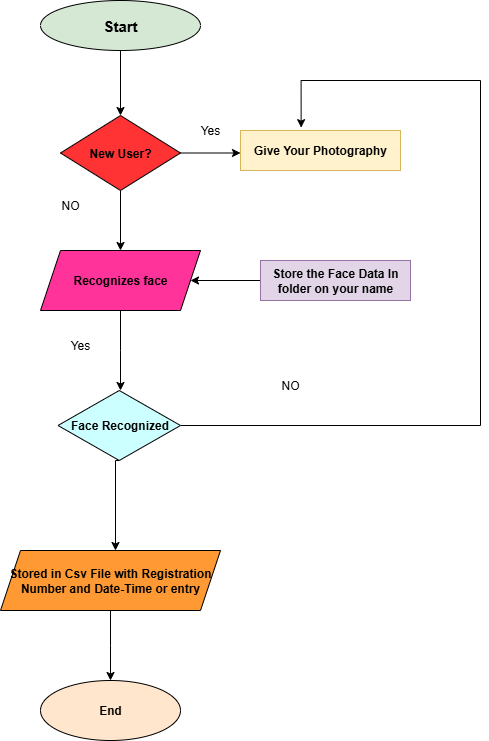 Start
Yes
New User?
Give Your Photography
NO
Recognizes face
Store the Face Data In
folder on your name
Yes
NO
Face Recognized
Stored in Csv File with Registration
Number and Date-Time or entry
End